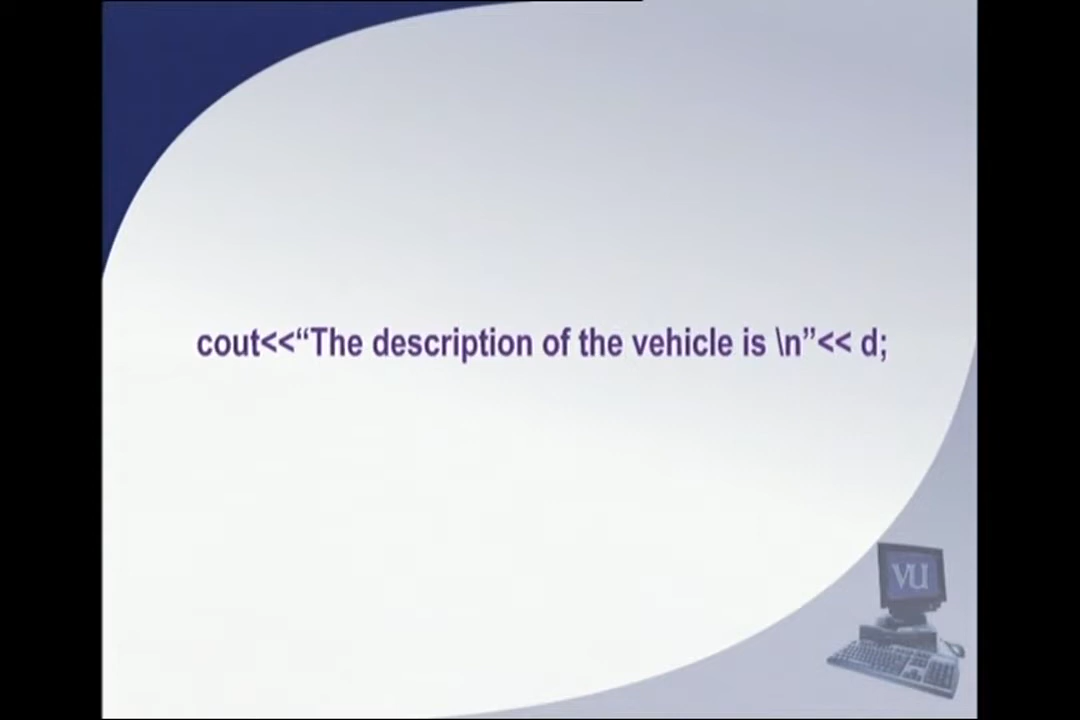 cout<<“The description of the vehicle is \n”<< d;
VU